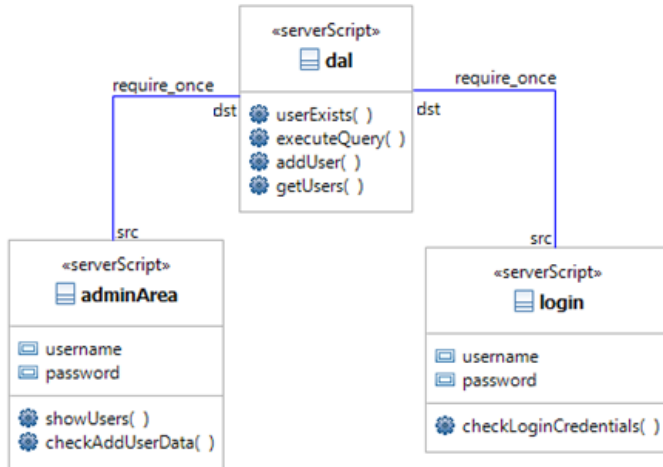 «serverScript»
dal
userExists( )
executeQuery( )
addUser( )
getUsers( )
require_once
dst
src
require_once
dst
src
«serverScript»
adminArea
username
password
showUsers( )
checkAddUserData( )
«serverScript»
login
username
password
checkLoginCredentials( )